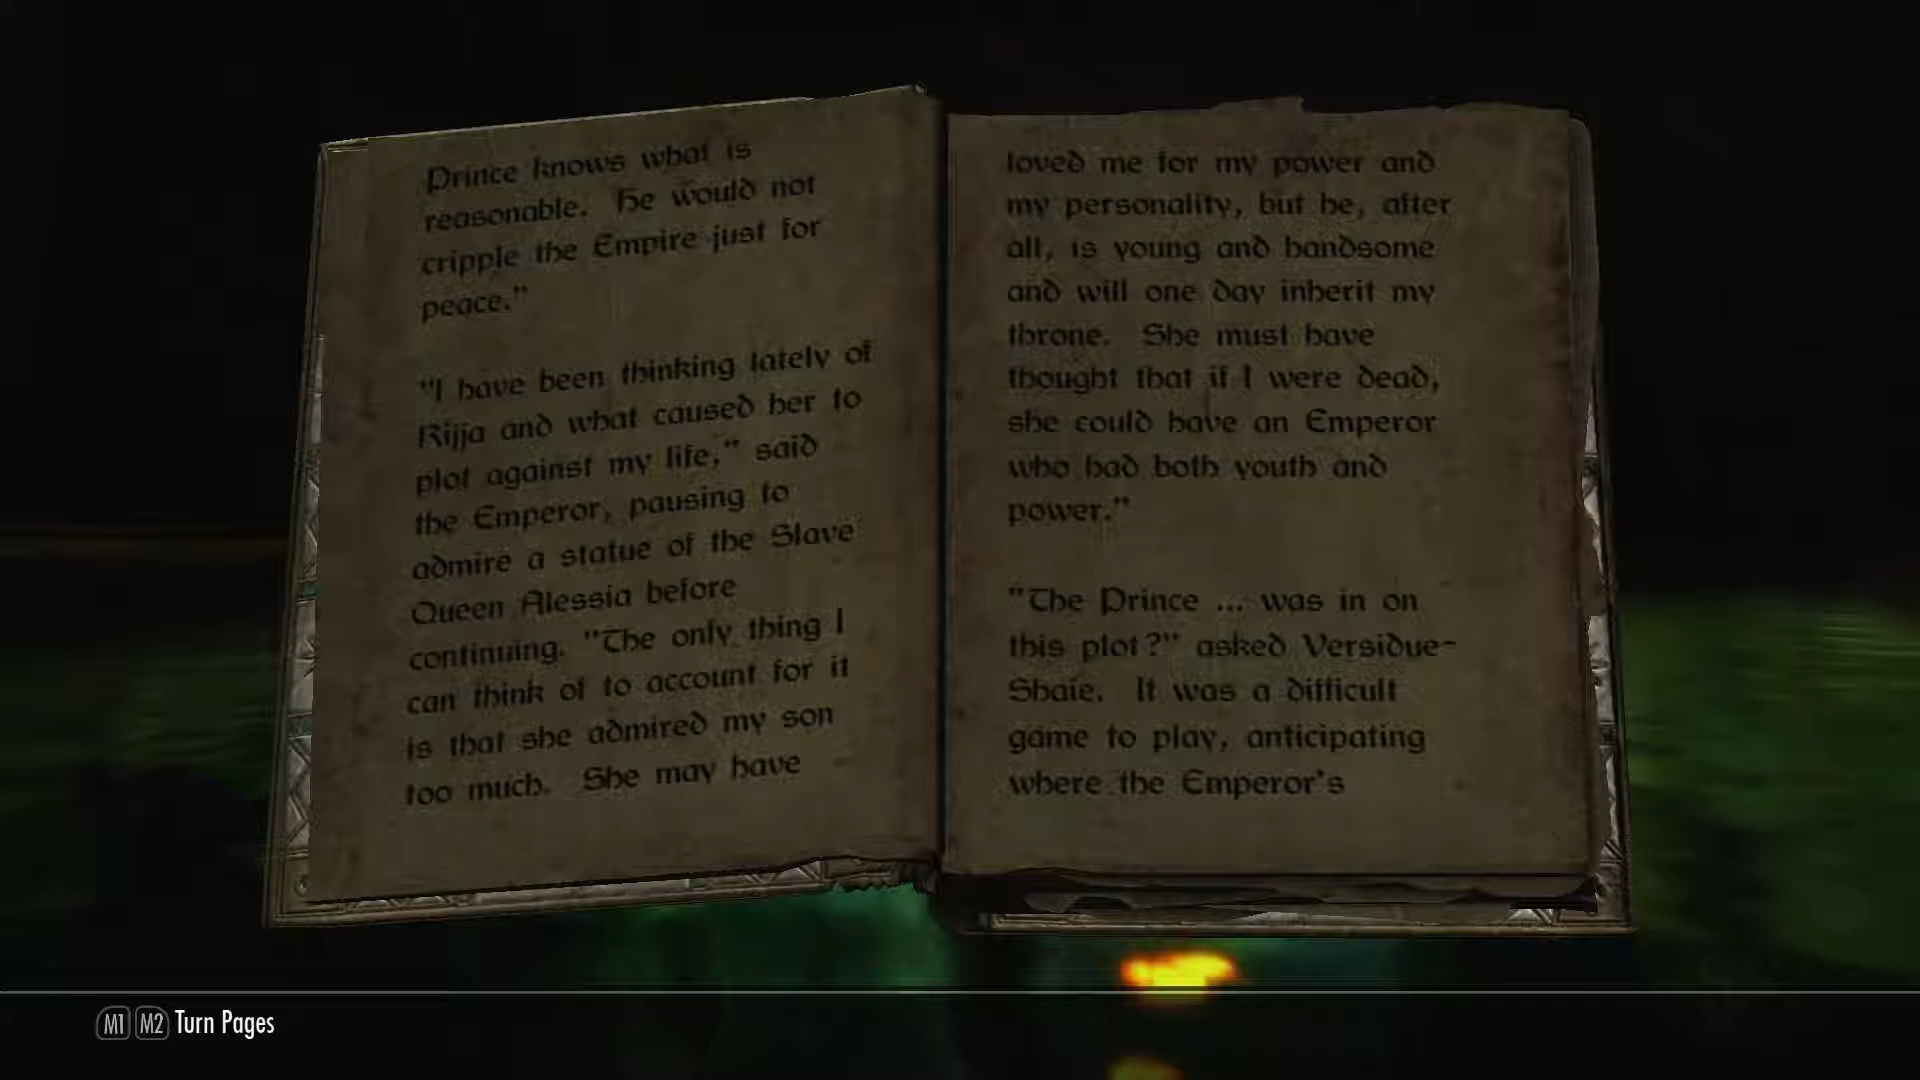 Prince knows what is
reasonable. He would not
cripple the Empire just for
peace."
"I have been thinking lately of
Rijja and what caused her to
plot against my life," said
the Emperor, pausing to
admire a statue of the Slave
Queen Alessia before
continuing. "The only thing I
can think of to account for it
is that she admired my son
too much. She may have
loved me for my power and
my personality, but he, after
all, is young and handsome
and will one day inherit my
throne. She must have
thought that if I were dead,
she could have an Emperor
who had both youth and
power."
"The Prince ... was in on
this plot?" asked Versidue-
Shaie. It was a difficult
game to play, anticipating
where the Emperor's
M1 M2 Turn Pages